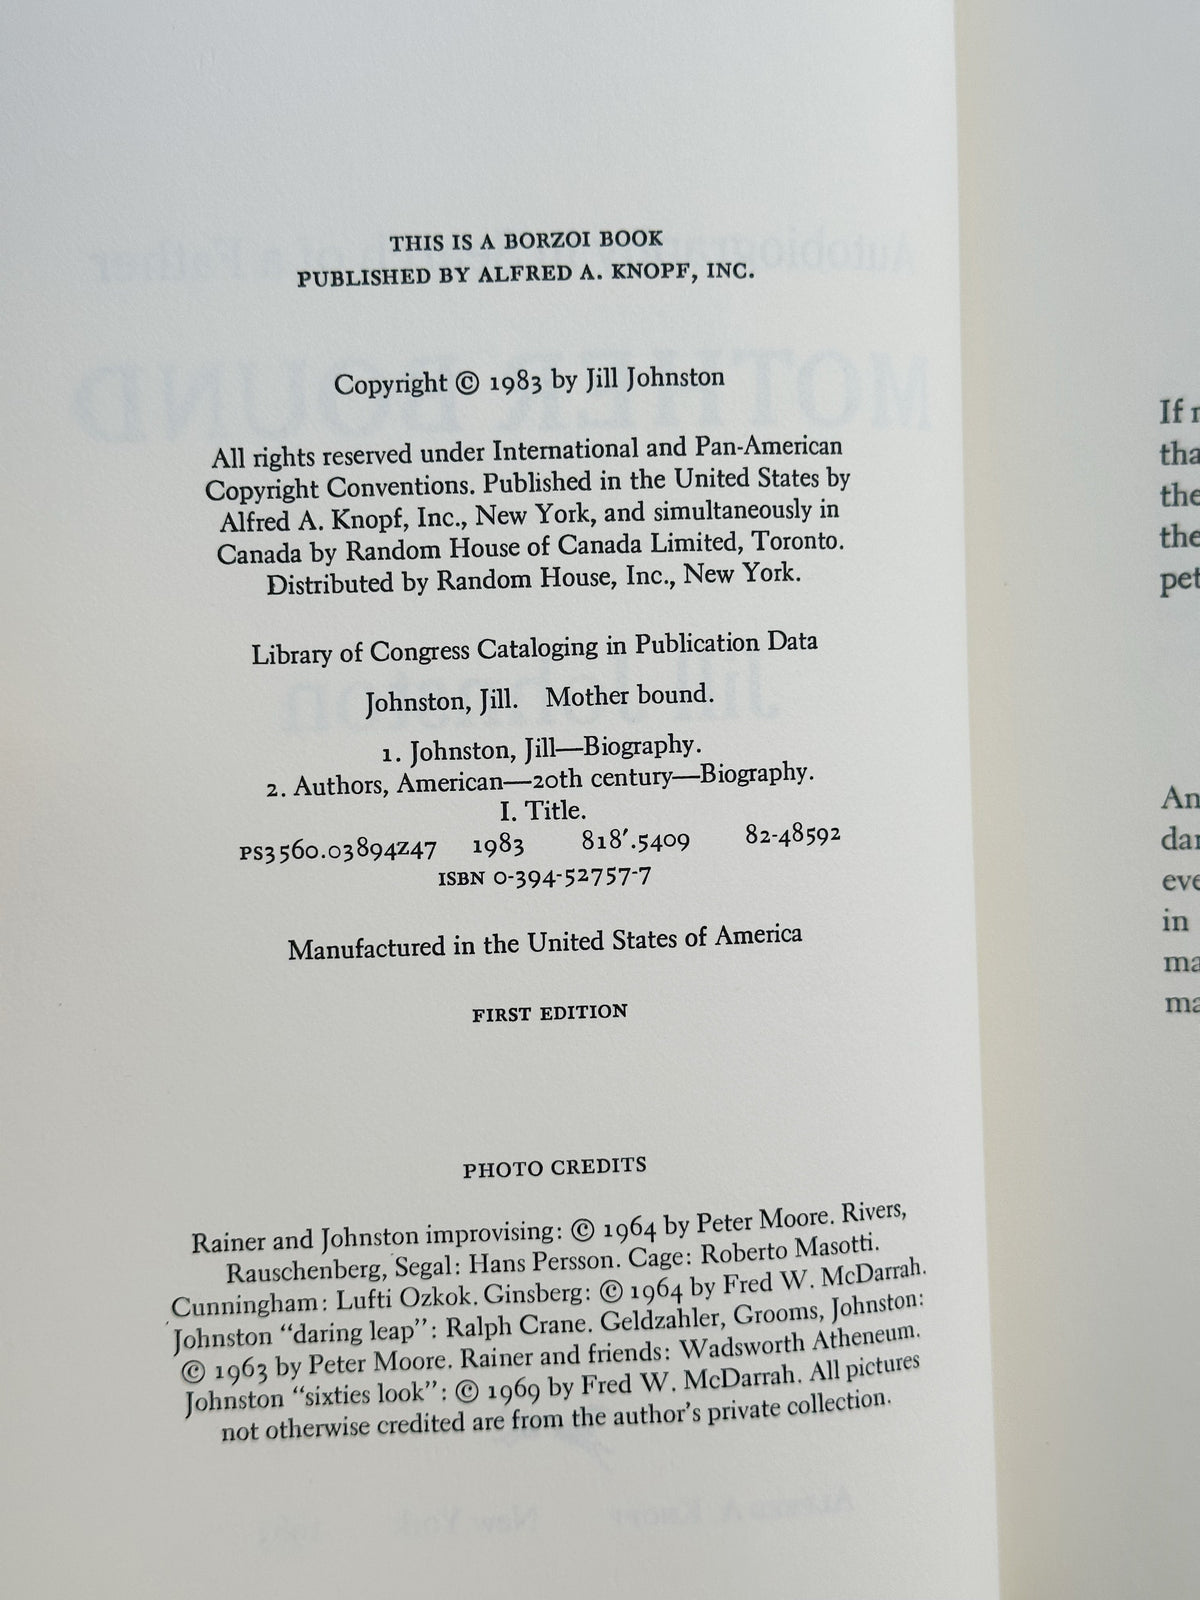 THIS IS A BORZOI BOOK
PUBLISHED BY ALFRED A. KNOPF, INC.
Copyright © 1983 by Jill Johnston
All rights reserved under International and Pan-American
Copyright Conventions. Published in the United States by
Alfred A. Knopf, Inc., New York, and simultaneously in
Canada by Random House of Canada Limited, Toronto.
Distributed by Random House, Inc., New York.
Library of Congress Cataloging in Publication Data
Johnston, Jill. Mother bound.
1. Johnston, Jill—Biography.
2. Authors, American—20th century—Biography.
I. Title.
PS3560.03894Z47 1983 818'.5409 82-48592
ISBN 0-394-52757-7
Manufactured in the United States of America
FIRST EDITION
PHOTO CREDITS
Rainer and Johnston improvising: © 1964 by Peter Moore. Rivers,
Rauschenberg, Segal: Hans Persson. Cage: Roberto Masotti.
Cunningham: Lufti Ozkok. Ginsberg: © 1964 by Fred W. McDarrah.
Johnston "daring leap": Ralph Crane. Geldzahler, Grooms, Johnston:
© 1963 by Peter Moore. Rainer and friends: Wadsworth Atheneum.
Johnston "sixties look": © 1969 by Fred W. McDarrah. All pictures
not otherwise credited are from the author's private collection.
If
the
the
in